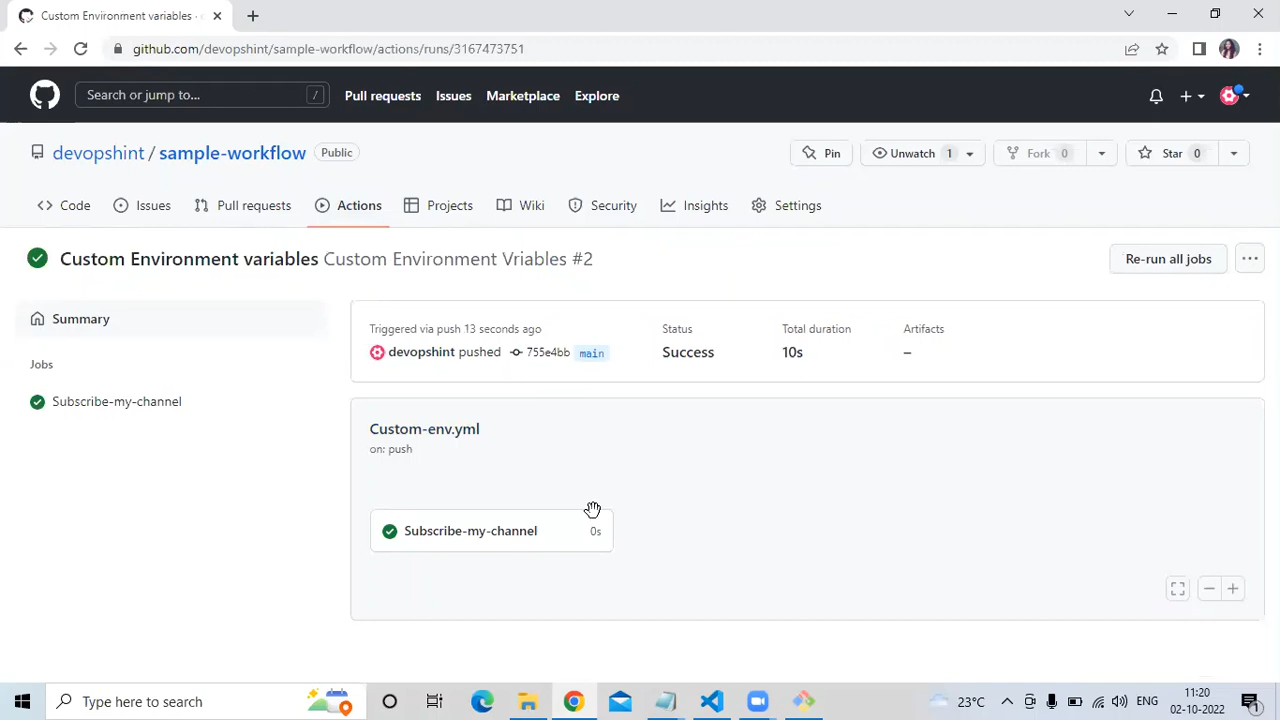 Custom Environment variables ·
github.com/devopshint/sample-workflow/actions/runs/3167473751
Search or jump to... /
Pull requests Issues Marketplace Explore
devopshint / sample-workflow Public
Pin Unwatch 1 Fork 0 Star 0
Code Issues Pull requests Actions Projects Wiki Security Insights Settings
Custom Environment variables Custom Environment Vriables #2
Re-run all jobs
Summary
Jobs
Subscribe-my-channel
Triggered via push 13 seconds ago Status Total duration Artifacts
devopshint pushed 755e4bb main Success 10s –
Custom-env.yml
on: push
Subscribe-my-channel 0s
Type here to search
23°C
ENG
11:20
02-10-2022
1